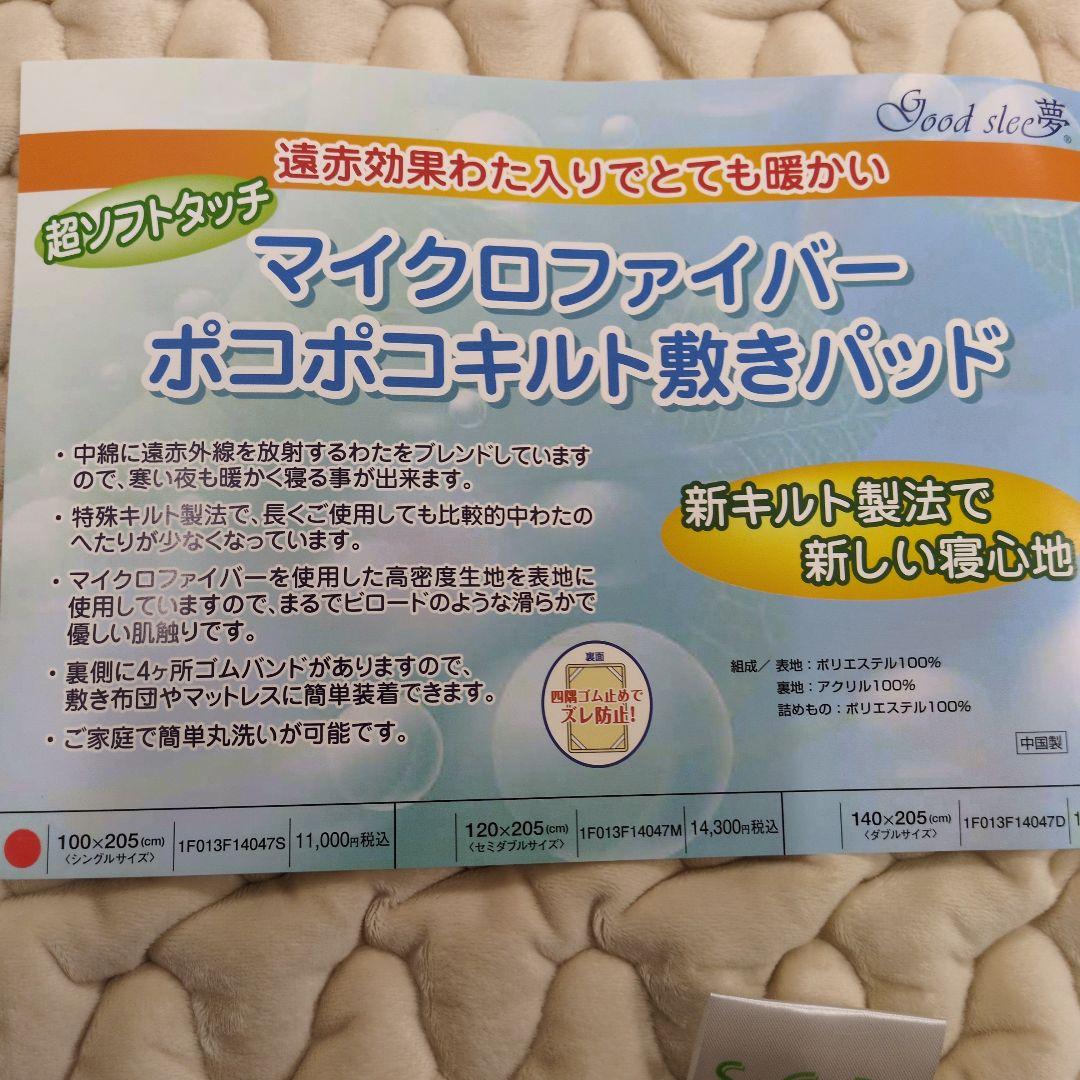 Good slee夢®
遠赤効果わた入りでとても暖かい
超ソフトタッチ
マイクロファイバー
ポコポコキルト敷きパッド
・中綿に遠赤外線を放射するわたをブレンドしています
ので、寒い夜も暖かく寝る事が出来ます。
・特殊キルト製法で、長くご使用しても比較的中わたの
へたりが少なくなっています。
・マイクロファイバーを使用した高密度生地を表地に
使用していますので、まるでビロードのような滑らかで
優しい肌触りです。
・裏側に4ヶ所ゴムバンドがありますので、
敷き布団やマットレスに簡単装着できます。
・ご家庭で簡単丸洗いが可能です。
新キルト製法で
新しい寝心地
裏面
四隅ゴム止めで
ズレ防止!
組成／表地：ポリエステル100%
裏地：アクリル100%
詰めもの：ポリエステル100%
中国製
100×205(cm) 1F013F14047S 11,000円税込 120×205(cm) 1F013F14047M 14,300円税込 140×205(cm) 1F013F14047D
〈シングルサイズ〉 〈セミダブルサイズ〉 〈ダブルサイズ〉